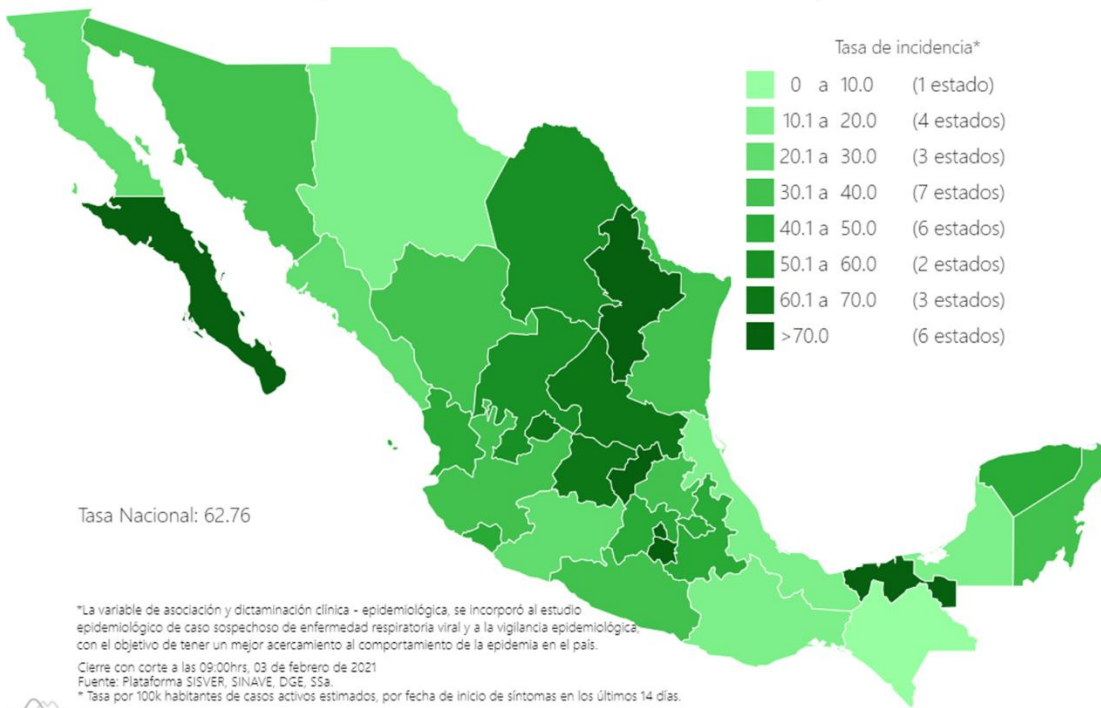 Tasa de incidencia*
0 a 10.0 (1 estado)
10.1 a 20.0 (4 estados)
20.1 a 30.0 (3 estados)
30.1 a 40.0 (7 estados)
40.1 a 50.0 (6 estados)
50.1 a 60.0 (2 estados)
60.1 a 70.0 (3 estados)
>70.0 (6 estados)
Tasa Nacional: 62.76
*La variable de asociación y dictaminación clínica - epidemiológica, se incorporó al estudio
epidemiológico de caso sospechoso de enfermedad respiratoria viral y a la vigilancia epidemiológica,
con el objetivo de tener un mejor acercamiento al comportamiento de la epidemia en el país.
Cierre con corte a las 09:00hrs, 03 de febrero de 2021
Fuente: Plataforma SISVER, SINAVE, DGE, SSa.
* Tasa por 100k habitantes de casos activos estimados, por fecha de inicio de síntomas en los últimos 14 días.